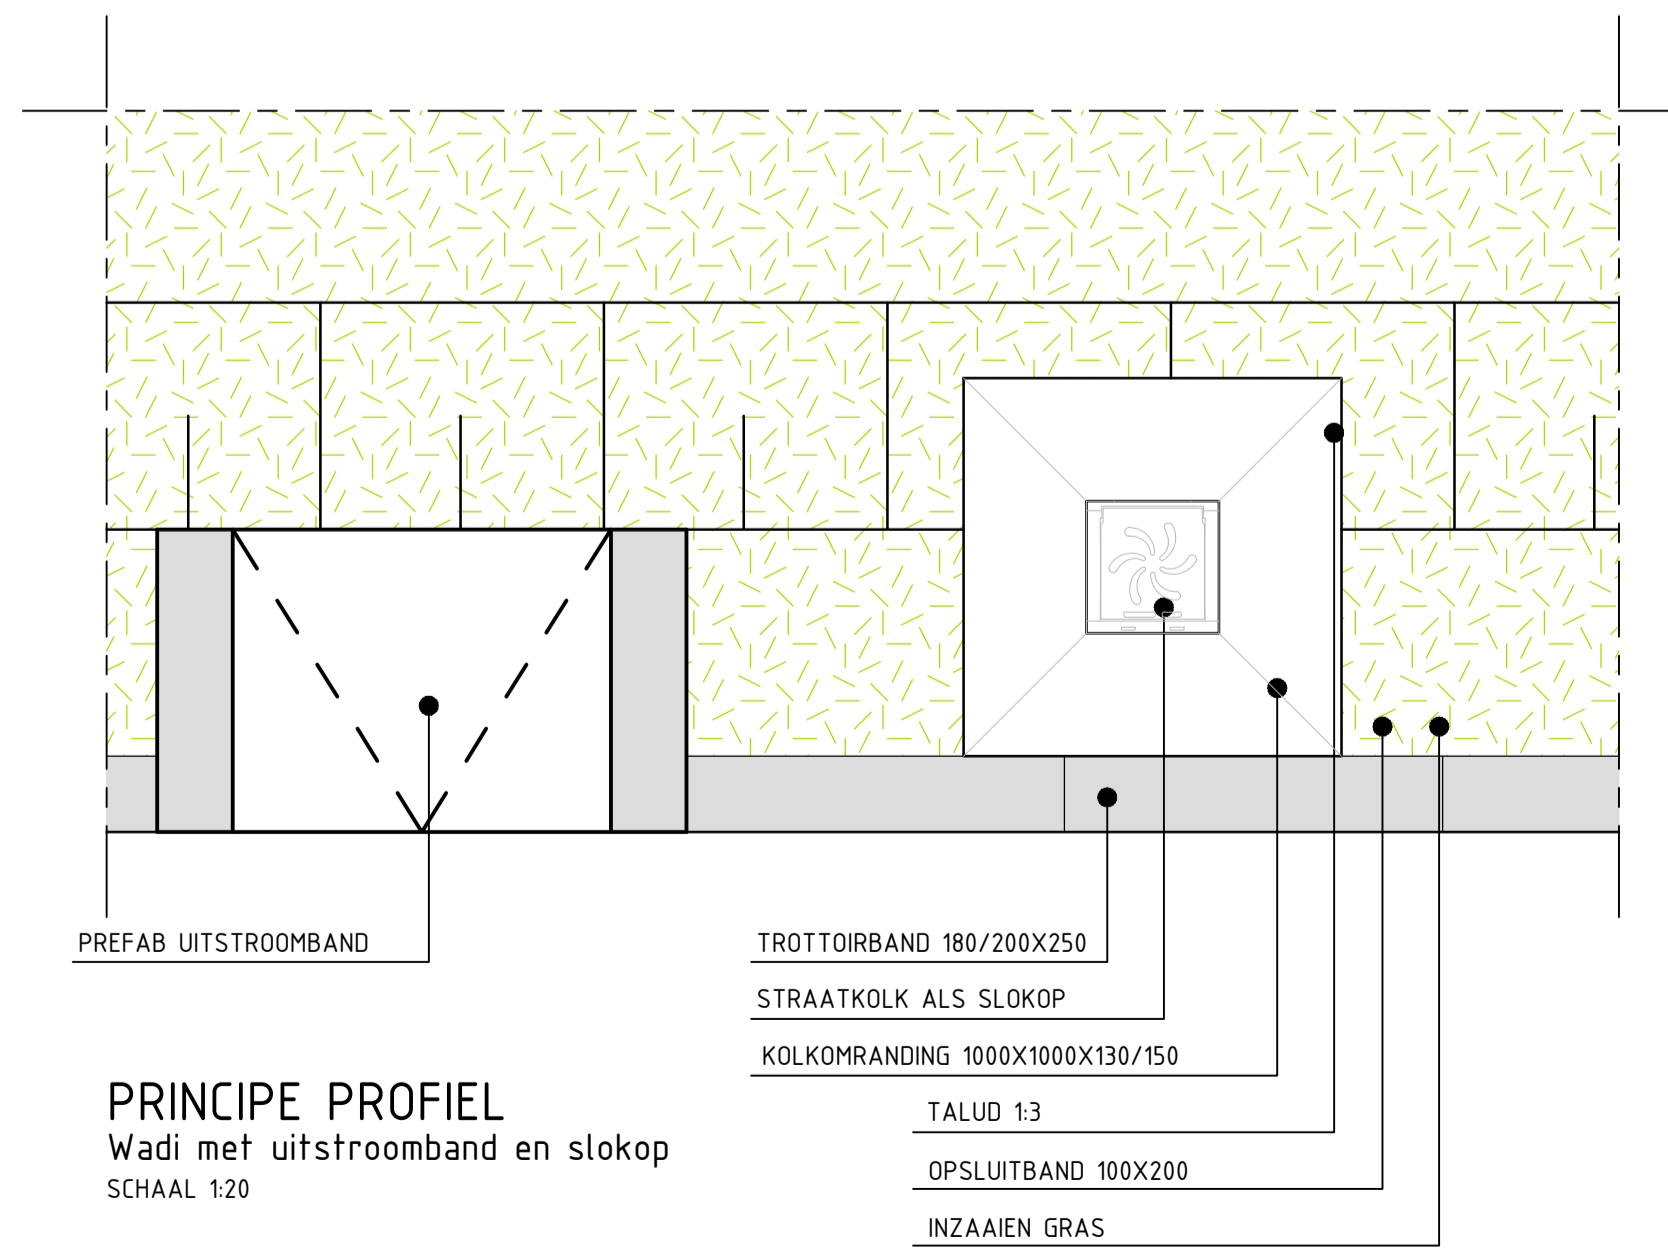 PREFAB UITSTROOMBAND
TROTTOIRBAND 180/200X250
STRAATKOLK ALS SLOKOP
KOLKOMRANDING 1000X1000X130/150
TALUD 1:3
OPSLUITBAND 100X200
INZAAIEN GRAS
PRINCIPE PROFIEL
Wadi met uitstroomband en slokop
SCHAAL 1:20